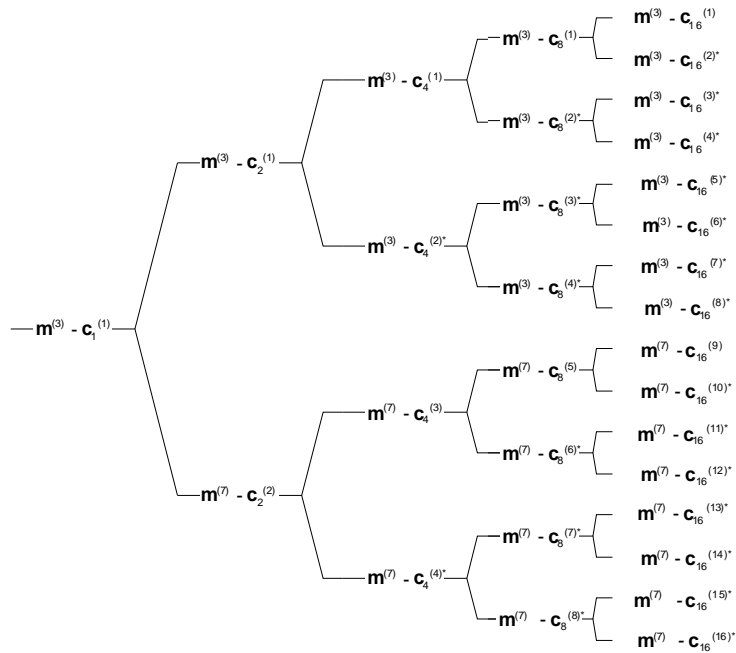 m(3) - c1(1)
m(3) - c2(1)
m(7) - c2(2)
m(3) - c4(1)
m(3) - c4(2)*
m(7) - c4(3)
m(7) - c4(4)*
m(3) - c8(1)
m(3) - c8(2)*
m(3) - c8(3)*
m(3) - c8(4)*
m(7) - c8(5)
m(7) - c8(6)*
m(7) - c8(7)*
m(7) - c8(8)*
m(3) - c16(1)
m(3) - c16(2)*
m(3) - c16(3)*
m(3) - c16(4)*
m(3) - c16(5)*
m(3) - c16(6)*
m(3) - c16(7)*
m(3) - c16(8)*
m(7) - c16(9)
m(7) - c16(10)*
m(7) - c16(11)*
m(7) - c16(12)*
m(7) - c16(13)*
m(7) - c16(14)*
m(7) - c16(15)*
m(7) - c16(16)*